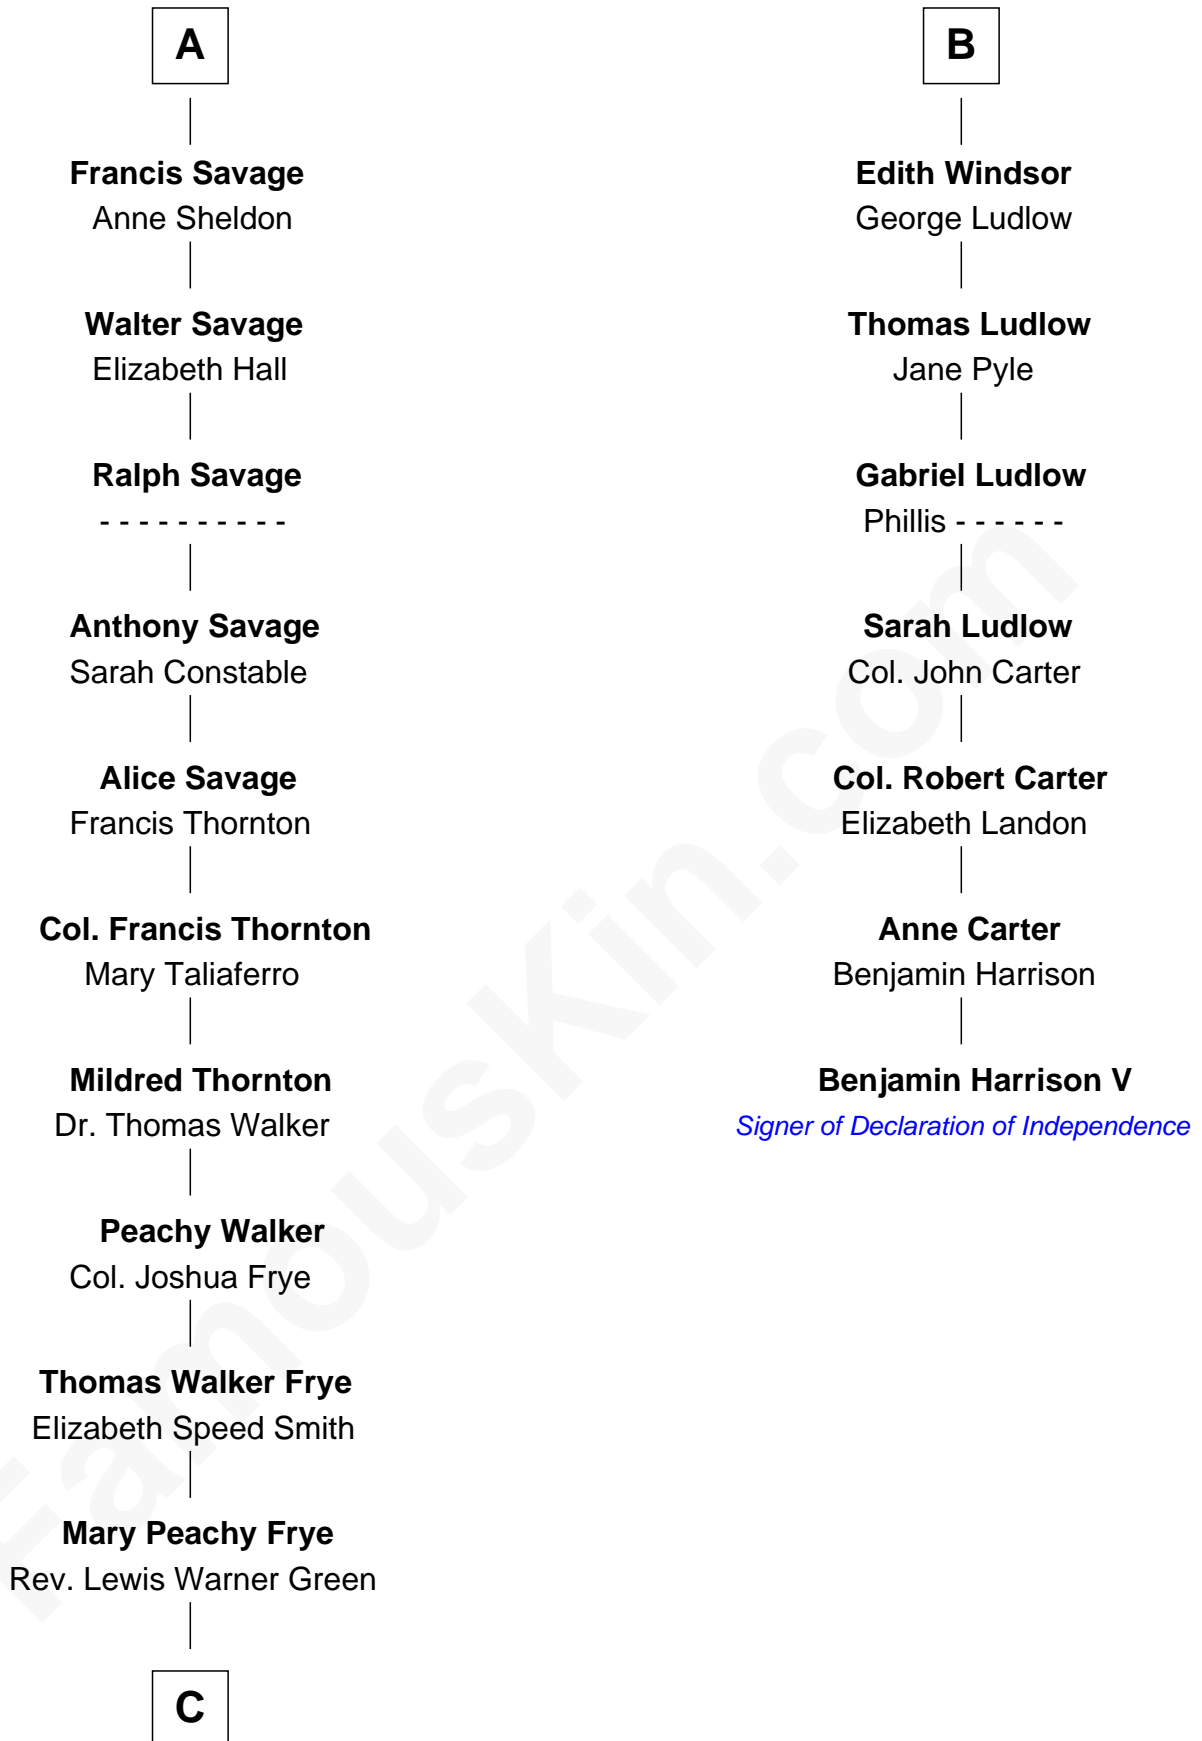 A
Francis Savage
Anne Sheldon
Walter Savage
Elizabeth Hall
Ralph Savage
- - - - - - - - - -
Anthony Savage
Sarah Constable
Alice Savage
Francis Thornton
Col. Francis Thornton
Mary Taliaferro
Mildred Thornton
Dr. Thomas Walker
Peachy Walker
Col. Joshua Frye
Thomas Walker Frye
Elizabeth Speed Smith
Mary Peachy Frye
Rev. Lewis Warner Green
C
B
Edith Windsor
George Ludlow
Thomas Ludlow
Jane Pyle
Gabriel Ludlow
Phillis - - - - - -
Sarah Ludlow
Col. John Carter
Col. Robert Carter
Elizabeth Landon
Anne Carter
Benjamin Harrison
Benjamin Harrison V
Signer of Declaration of Independence
FamousKin.com